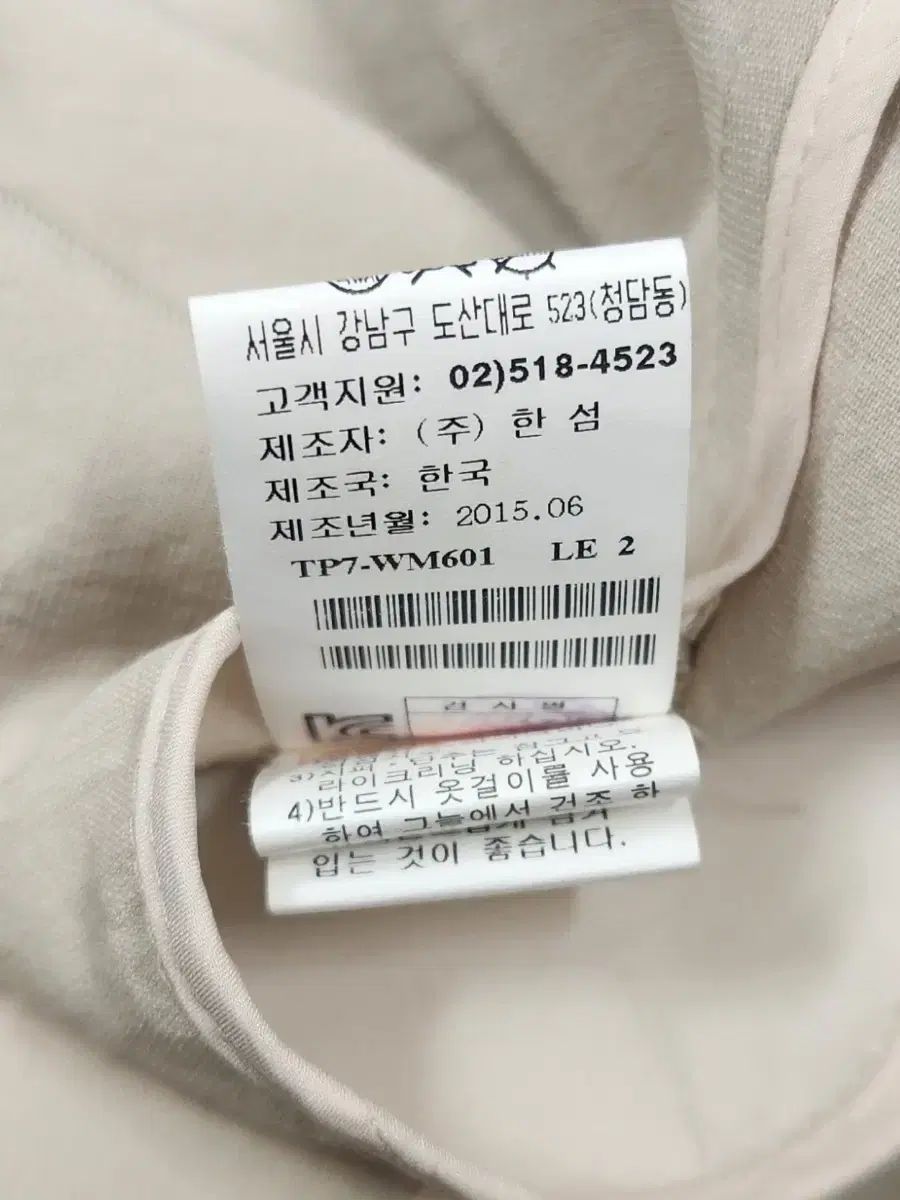 서울시 강남구 도산대로 523(청담동)
고객지원: 02)518-4523
제조자: (주) 한 섬
제조국: 한국
제조년월: 2015.06
TP7-WM601 LE 2
라이크리닝 하십시오.
4)반드시 옷걸이를 사용
하여 그늘에서 건조 하
입는 것이 좋습니다.